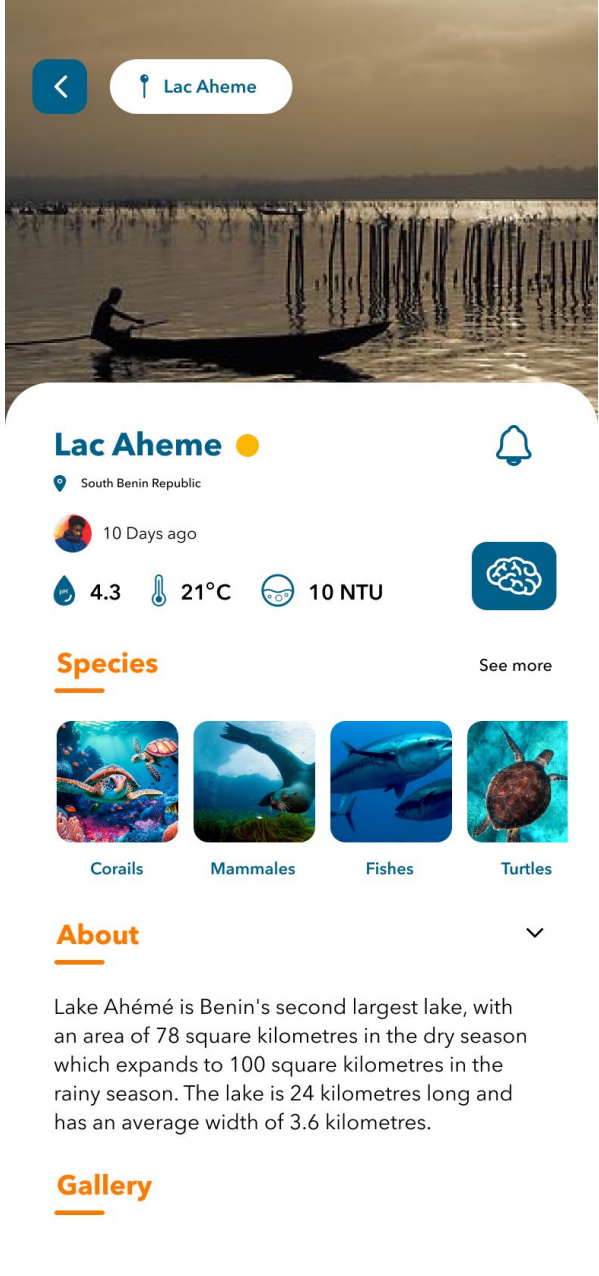 Lac Aheme
Lac Aheme
South Benin Republic
10 Days ago
pH
4.3
21°C
10 NTU
Species
See more
Corails
Mammales
Fishes
Turtles
About
Lake Ahémé is Benin's second largest lake, with
an area of 78 square kilometres in the dry season
which expands to 100 square kilometres in the
rainy season. The lake is 24 kilometres long and
has an average width of 3.6 kilometres.
Gallery